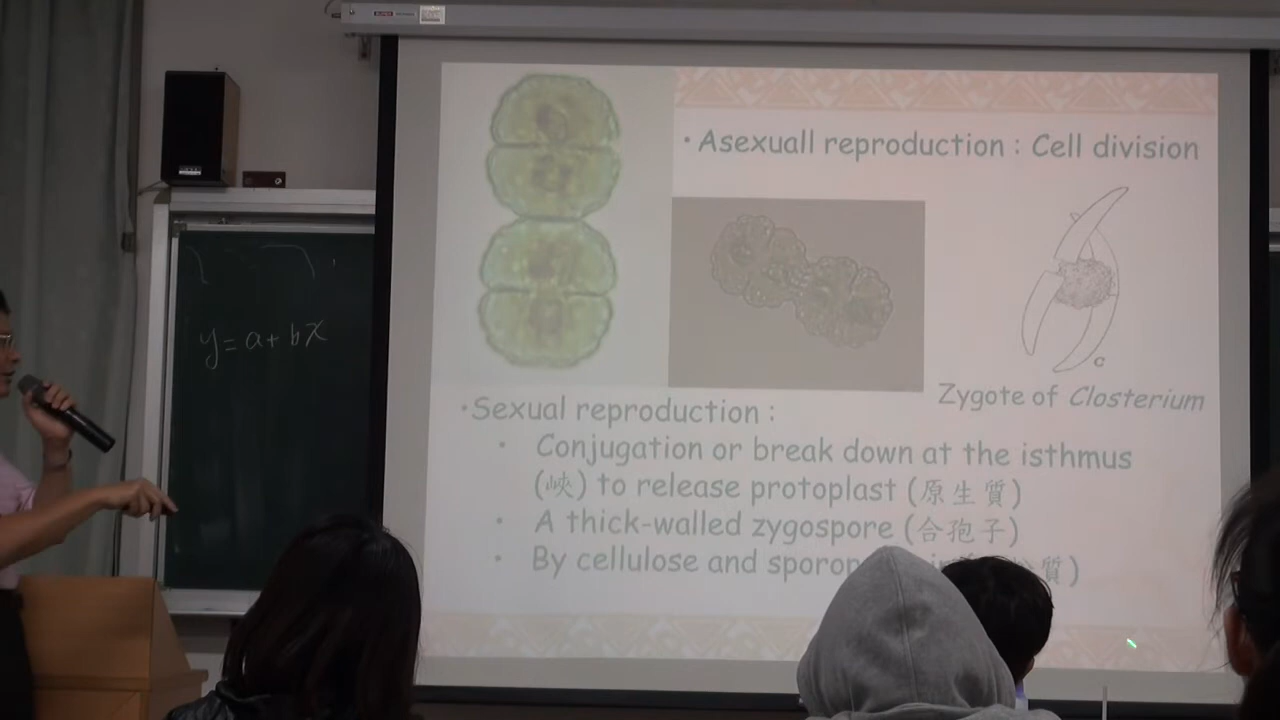 • Asexuall reproduction : Cell division
c
Zygote of Closterium
• Sexual reproduction :
• Conjugation or break down at the isthmus
(峽) to release protoplast (原生質)
• A thick-walled zygospore (合孢子)
• By cellulose and 質)
y = a + bx